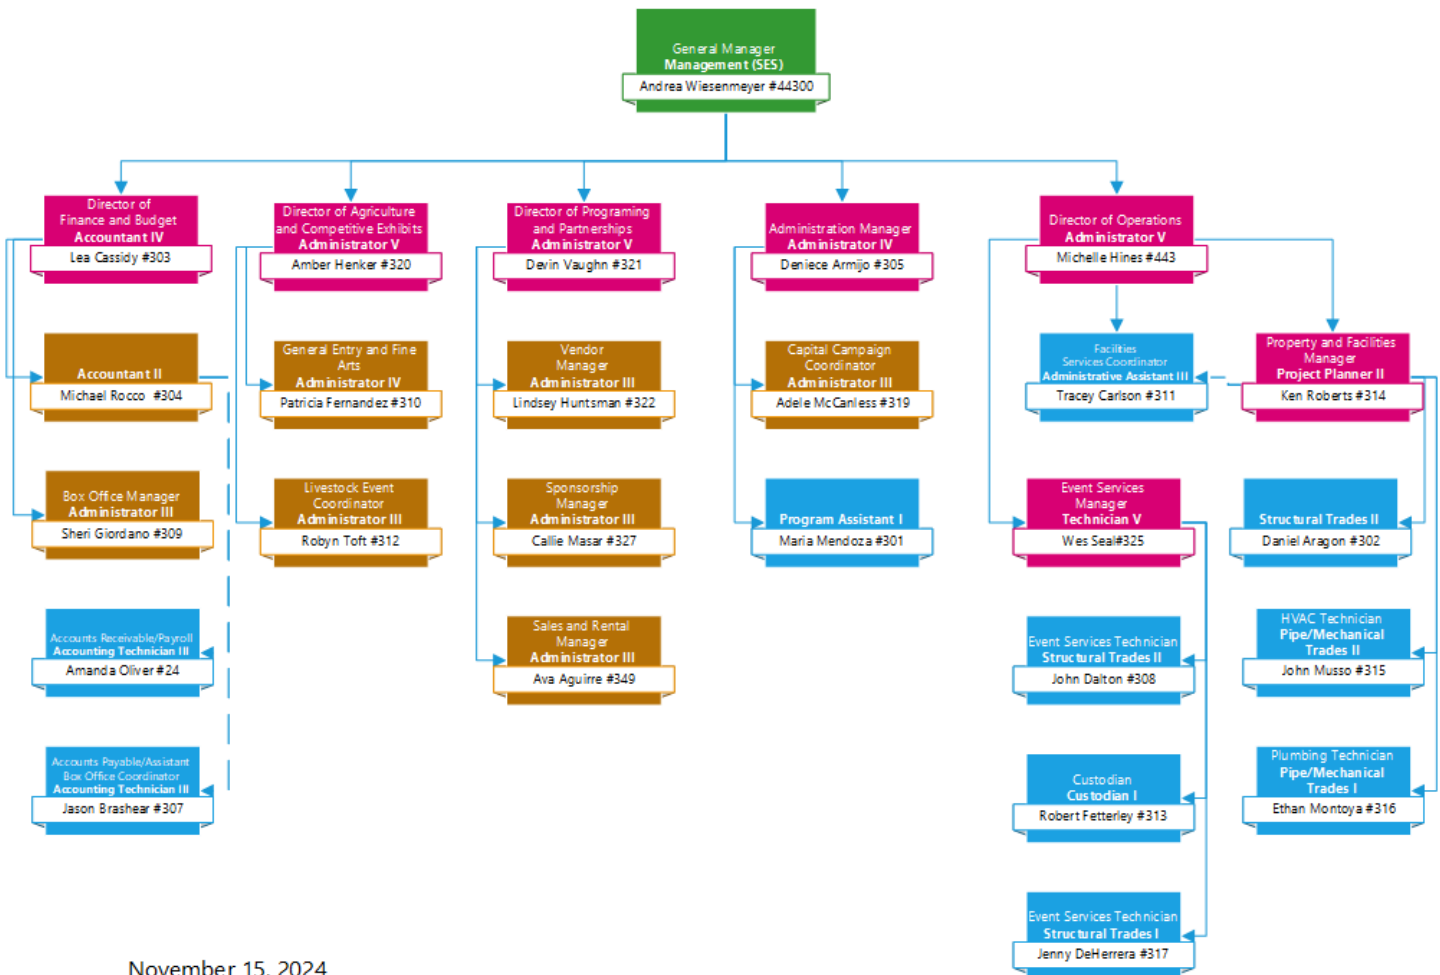 General Manager
Management (SES)
Andrea Wiesenmeyer #44300
Director of
Finance and Budget
Accountant IV
Lea Cassidy #303
Director of Agriculture
and Competitive Exhibits
Administrator V
Amber Henker #320
Director of Programing
and Partnerships
Administrator V
Devin Vaughn #321
Administration Manager
Administrator IV
Deniece Armijo #305
Director of Operations
Administrator V
Michelle Hines #443
Accountant II
Michael Rocco #304
General Entry and Fine
Arts
Administrator IV
Patricia Fernandez #310
Vendor
Manager
Administrator III
Lindsey Huntsman #322
Capital Campaign
Coordinator
Administrator III
Adele McCanless #319
Facilities
Services Coordinator
Administrative Assistant III
Tracey Carlson #311
Property and Facilities
Manager
Project Planner II
Ken Roberts #314
Box Office Manager
Administrator III
Sheri Giordano #309
Livestock Event
Coordinator
Administrator III
Robyn Toft #312
Sponsorship
Manager
Administrator III
Callie Masar #327
Program Assistant I
Maria Mendoza #301
Event Services
Manager
Technician V
Wes Seal#325
Structural Trades II
Daniel Aragon #302
Accounts Receivable/Payroll
Accounting Technician III
Amanda Oliver #24
Sales and Rental
Manager
Administrator III
Ava Aguirre #349
Event Services Technician
Structural Trades II
John Dalton #308
HVAC Technician
Pipe/Mechanical
Trades II
John Musso #315
Accounts Payable/Assistant
Box Office Coordinator
Accounting Technician III
Jason Brashear #307
Custodian
Custodian I
Robert Fetterley #313
Plumbing Technician
Pipe/Mechanical
Trades I
Ethan Montoya #316
Event Services Technician
Structural Trades I
Jenny DeHerrera #317
November 15, 2024